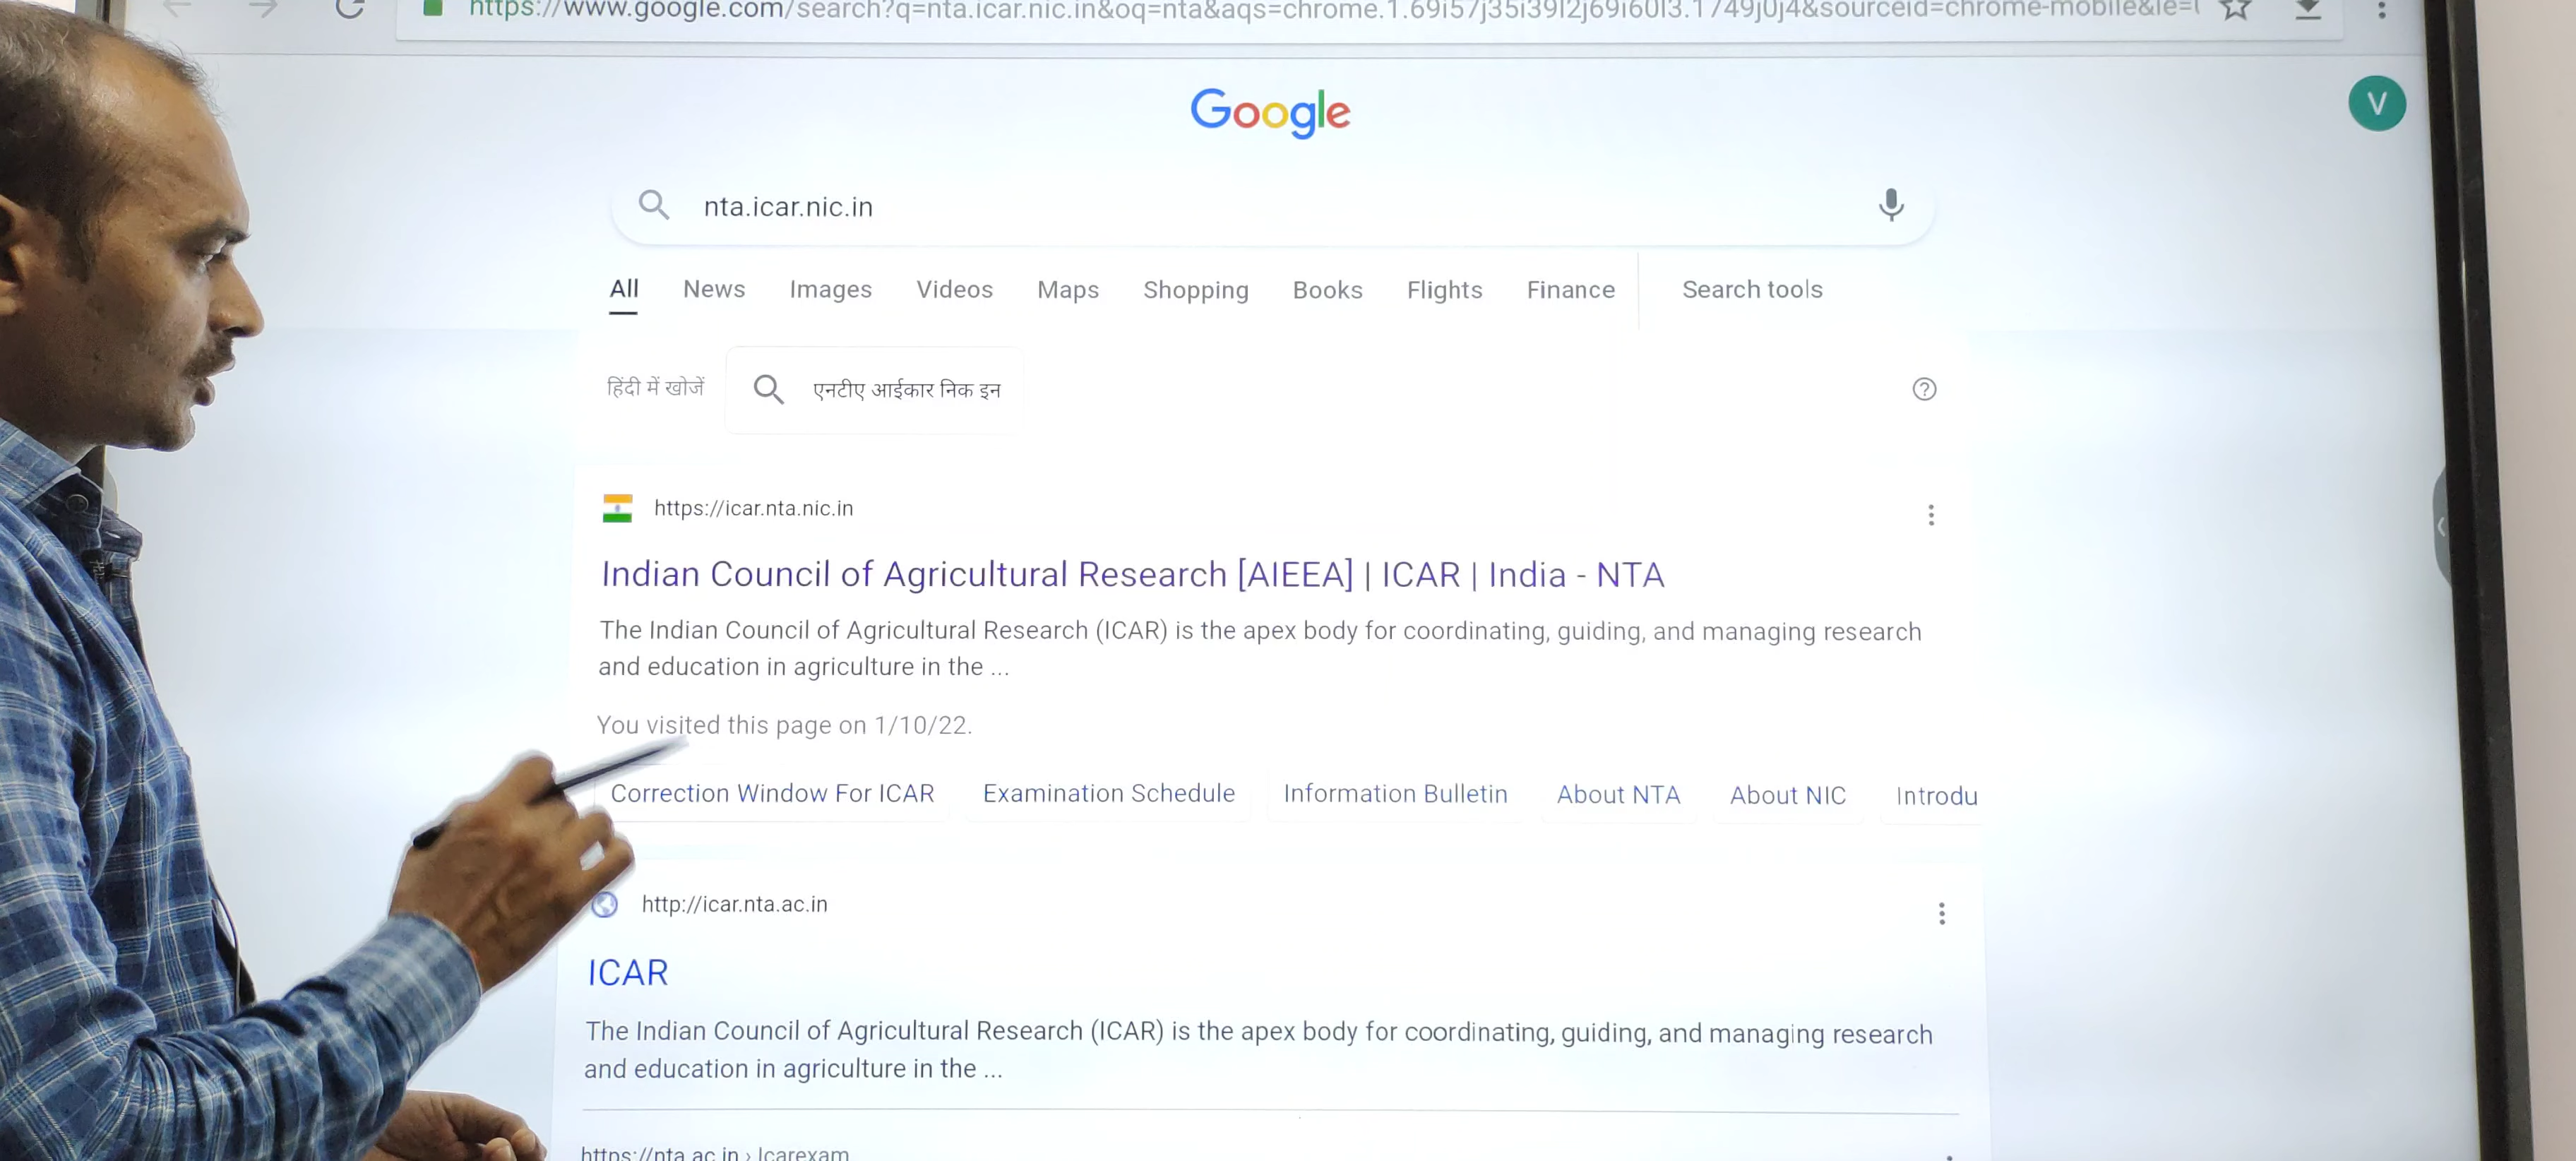 https://www.google.com/search?q=nta.icar.nic.in&oq=nta&aqs=chrome.1.69i57j35i39l2j69i60l3.1749j0j4&sourceid=chrome-mobile&ie=
Google
V
nta.icar.nic.in
All News Images Videos Maps Shopping Books Flights Finance Search tools
हिंदी में खोजें एनटीए आईकार निक इन
https://icar.nta.nic.in
Indian Council of Agricultural Research [AIEEA] | ICAR | India - NTA
The Indian Council of Agricultural Research (ICAR) is the apex body for coordinating, guiding, and managing research
and education in agriculture in the ...
You visited this page on 1/10/22.
Correction Window For ICAR Examination Schedule Information Bulletin About NTA About NIC Introdu
http://icar.nta.ac.in
ICAR
The Indian Council of Agricultural Research (ICAR) is the apex body for coordinating, guiding, and managing research
and education in agriculture in the ...
https://nta.ac.in › Icarexam